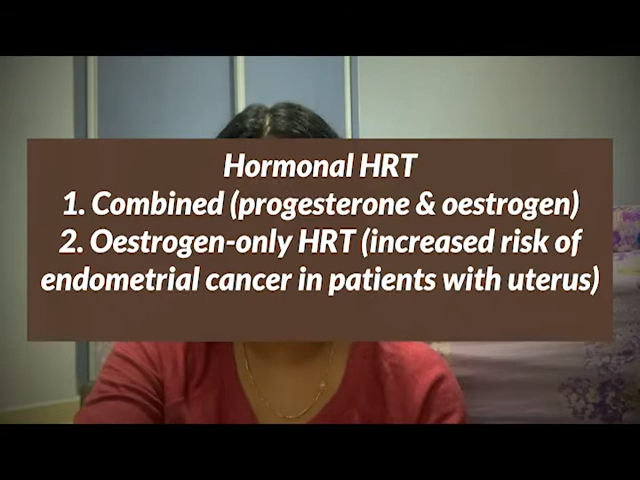 Hormonal HRT
1. Combined (progesterone & oestrogen)
2. Oestrogen-only HRT (increased risk of
endometrial cancer in patients with uterus)